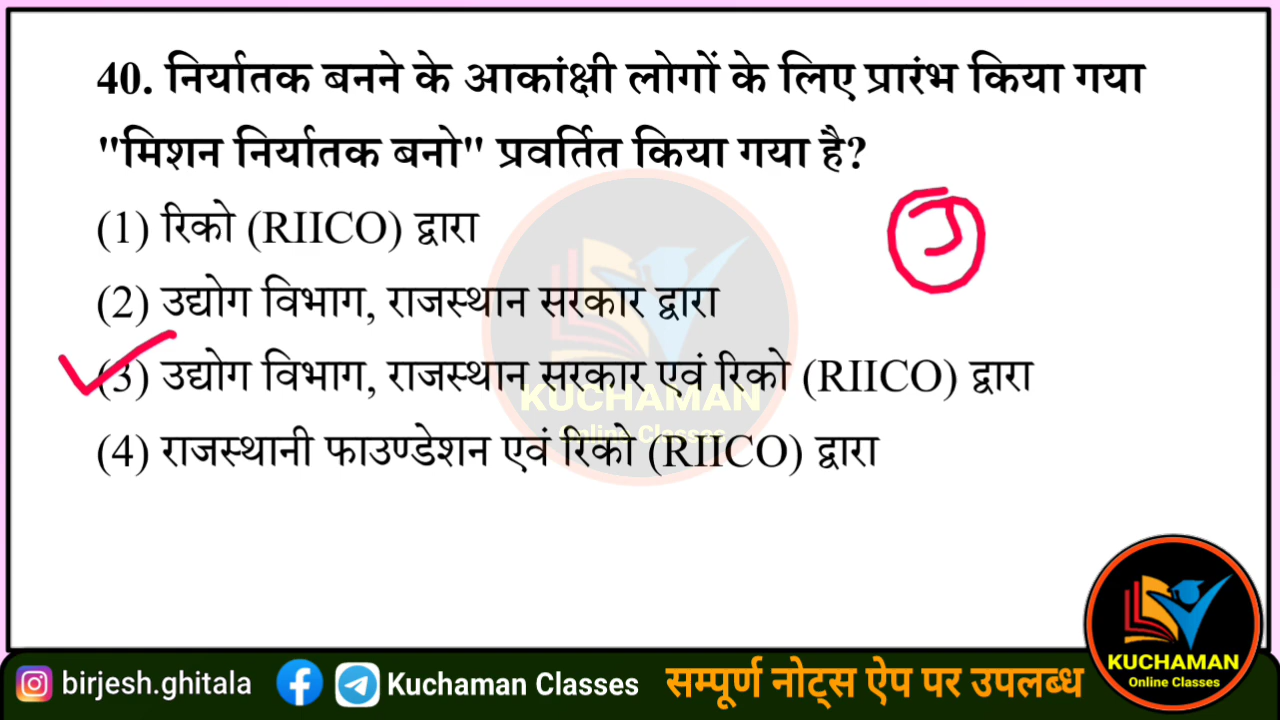 40. निर्यातक बनने के आकांक्षी लोगों के लिए प्रारंभ किया गया
"मिशन निर्यातक बनो" प्रवर्तित किया गया है?
(1) रिको (RIICO) द्वारा
(2) उद्योग विभाग, राजस्थान सरकार द्वारा
(3) उद्योग विभाग, राजस्थान सरकार एवं रिको (RIICO) द्वारा
(4) राजस्थानी फाउण्डेशन एवं रिको (RIICO) द्वारा
KUCHAMAN
Online Classes
KUCHAMAN
Online Classes
birjesh.ghitala
Kuchaman Classes
सम्पूर्ण नोट्स ऐप पर उपलब्ध